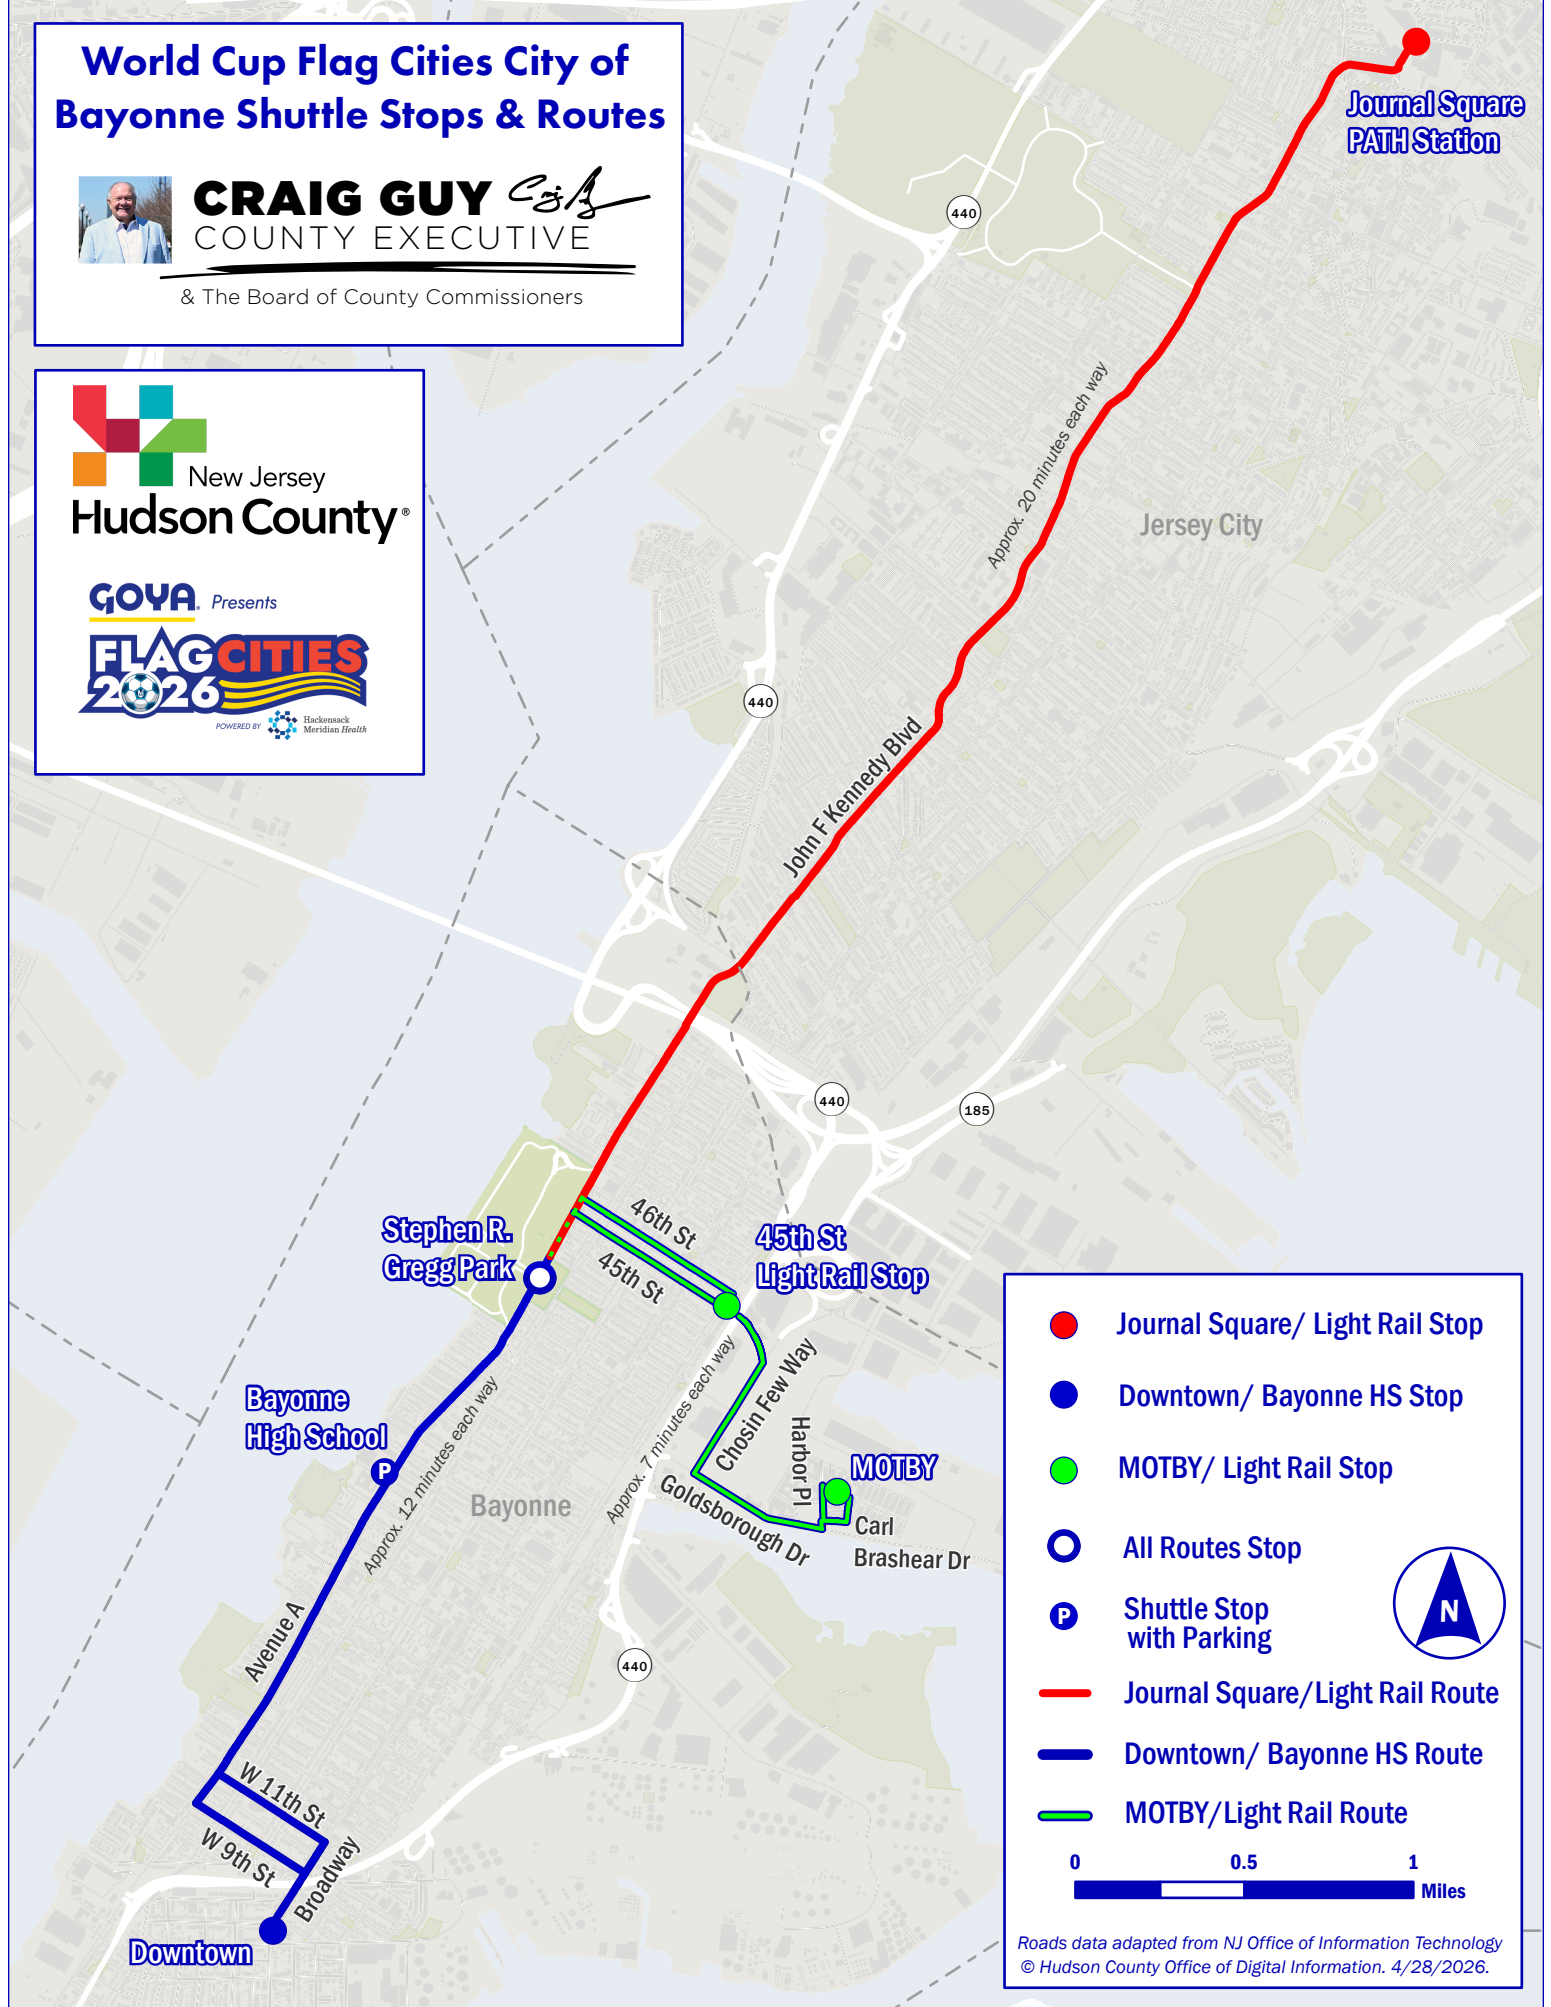 World Cup Flag Cities City of
Bayonne Shuttle Stops & Routes
CRAIG GUY
COUNTY EXECUTIVE
& The Board of County Commissioners
New Jersey
Hudson County®
GOYA® Presents
FLAG CITIES
2026
POWERED BY Hackensack
Meridian Health
Journal Square
PATH Station
440
Approx. 20 minutes each way
Jersey City
440
John F Kennedy Blvd
440
185
Stephen R.
Gregg Park
46th St
45th St
45th St
Light Rail Stop
Bayonne
High School
P
Approx. 12 minutes each way
Bayonne
Approx. 7 minutes each way
Chosin Few Way
Harbor Pl
MOTBY
Goldsborough Dr
Carl
Brashear Dr
440
Avenue A
W 11th St
W 9th St
Broadway
Downtown
Journal Square/ Light Rail Stop
Downtown/ Bayonne HS Stop
MOTBY/ Light Rail Stop
All Routes Stop
P
Shuttle Stop
with Parking
N
Journal Square/Light Rail Route
Downtown/ Bayonne HS Route
MOTBY/Light Rail Route
0 0.5 1
Miles
Roads data adapted from NJ Office of Information Technology
© Hudson County Office of Digital Information. 4/28/2026.